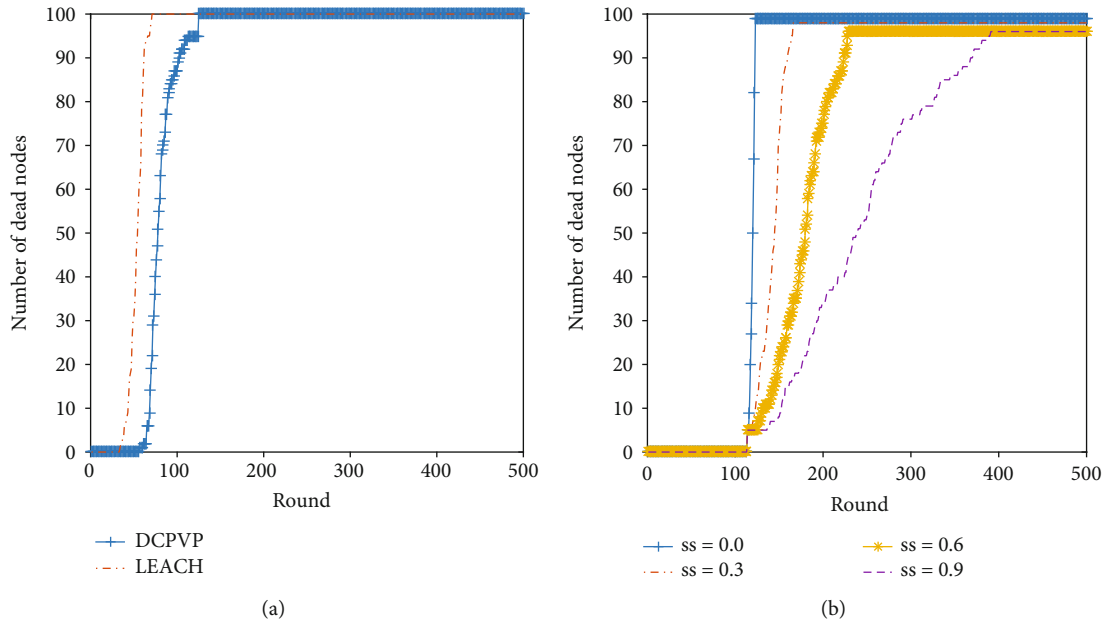 100
90
80
70
60
50
40
30
20
10
0
Number of dead nodes
0
100
200
300
400
500
Round
DCPVP
LEACH
(a)
100
90
80
70
60
50
40
30
20
10
0
Number of dead nodes
0
100
200
300
400
500
Round
ss = 0.0
ss = 0.3
ss = 0.6
ss = 0.9
(b)